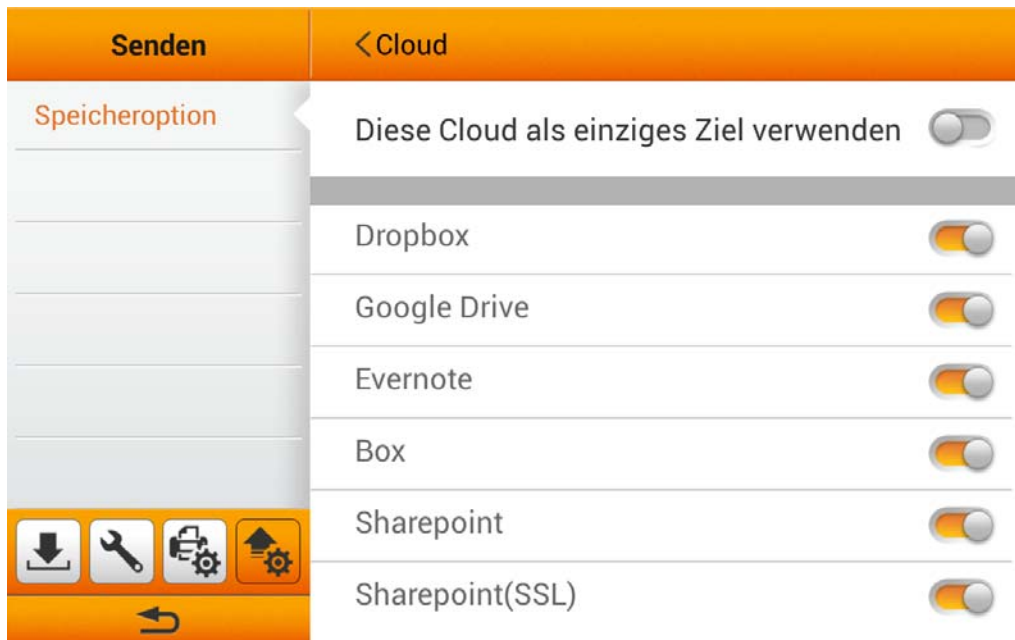 Senden
Cloud
Speicheroption
Diese Cloud als einziges Ziel verwenden
Dropbox
Google Drive
Evernote
Box
Sharepoint
Sharepoint(SSL)